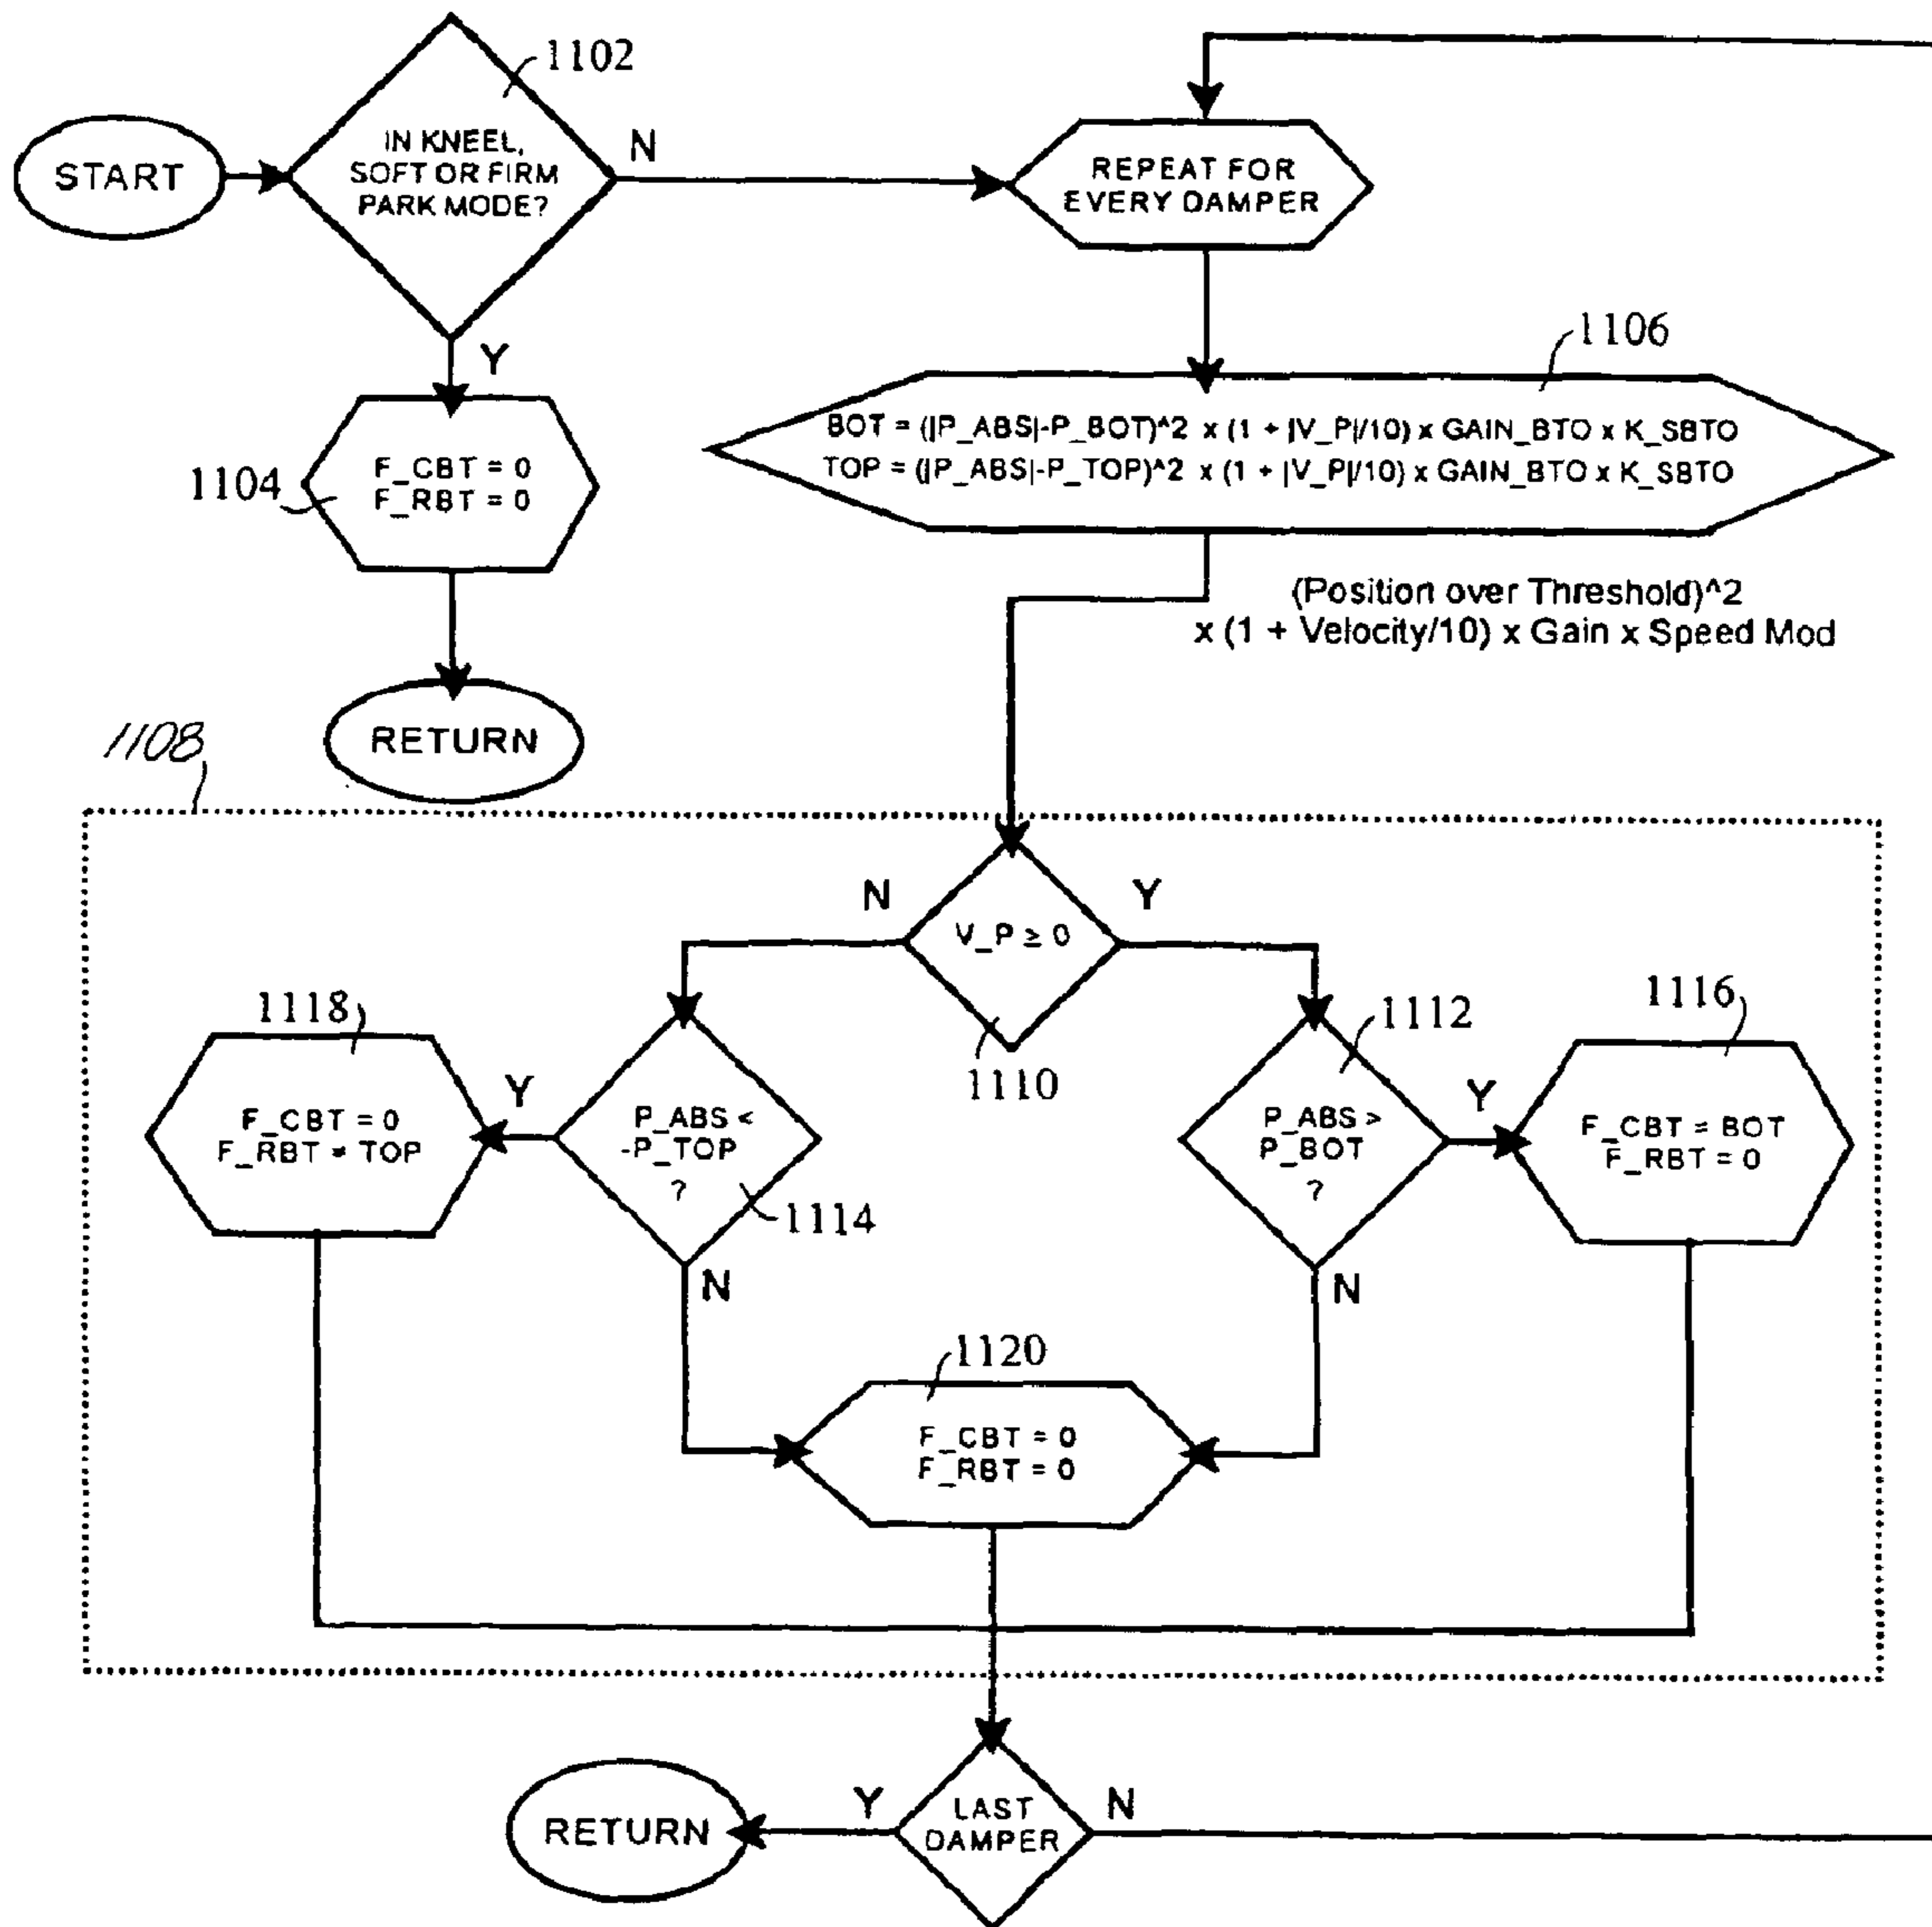 1102
START
IN KNEEL,
SOFT OR FIRM
PARK MODE?
N
Y
REPEAT FOR
EVERY DAMPER
1104
F_CBT = 0
F_RBT = 0
RETURN
1106
BOT = (|P_ABS|-P_BOT)^2 x (1 + |V_P|/10) x GAIN_BTO x K_SBTO
TOP = (|P_ABS|-P_TOP)^2 x (1 + |V_P|/10) x GAIN_BTO x K_SBTO
(Position over Threshold)^2
x (1 + Velocity/10) x Gain x Speed Mod
1108
N
Y
V_P ≥ 0
1110
1118
F_CBT = 0
F_RBT = TOP
Y
P_ABS <
-P_TOP
?
1114
N
1112
P_ABS >
P_BOT
?
Y
N
1116
F_CBT = BOT
F_RBT = 0
1120
F_CBT = 0
F_RBT = 0
LAST
DAMPER
Y
N
RETURN